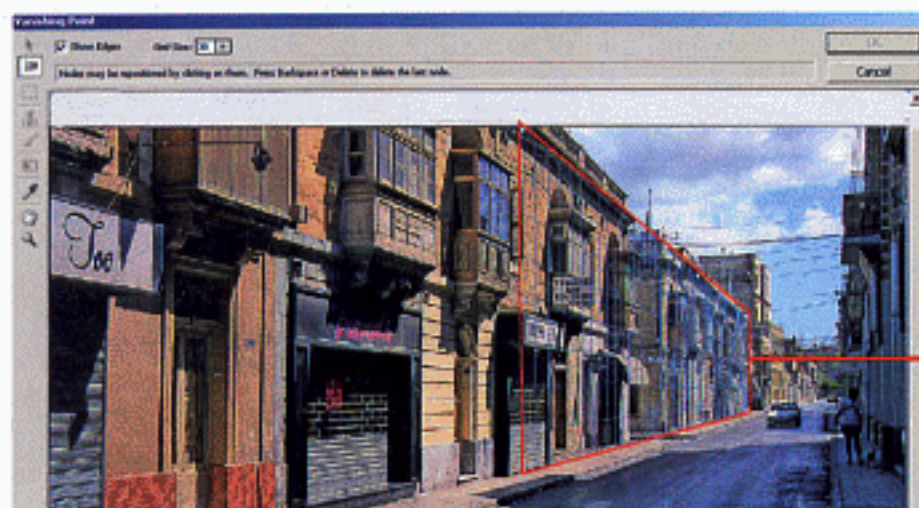 Vanishing Point
Show Edges Grid Size:
Nodes may be repositioned by clicking on them. Press Backspace or Delete to delete the last node.
OK
Cancel